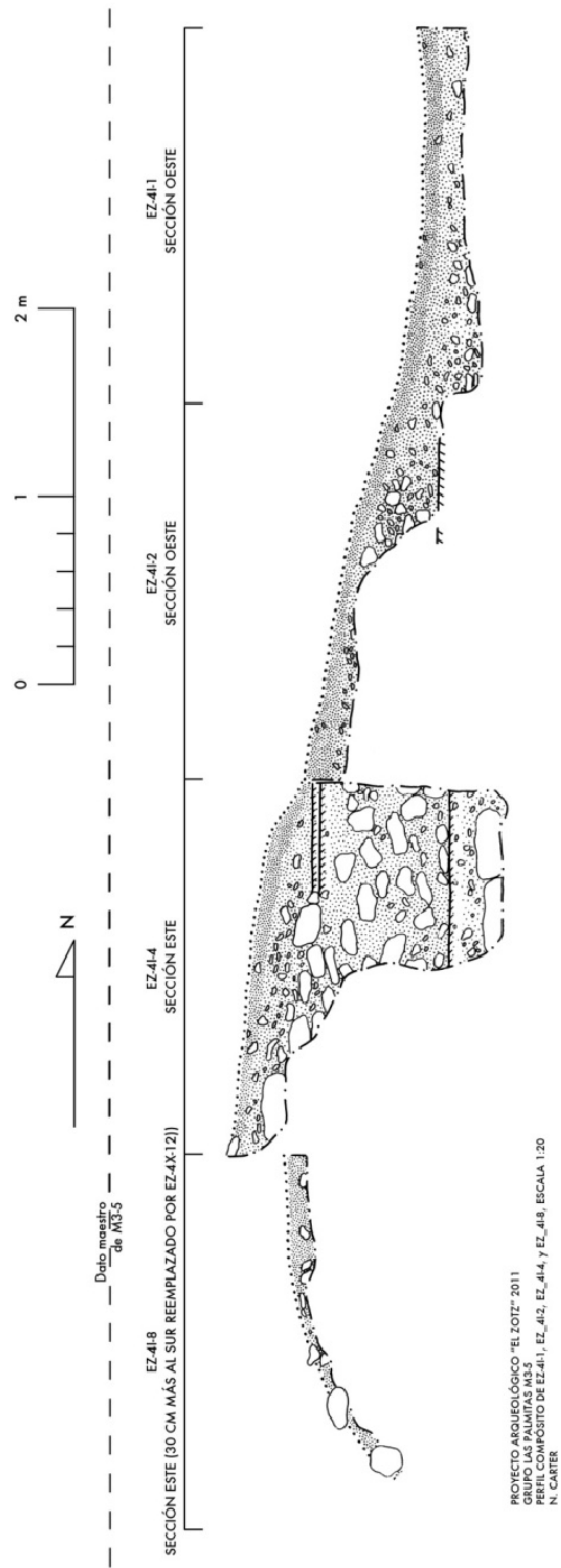 0 1 2 m
N
Dato maestro
de M3-5
EZ-4I-8
SECCIÓN ESTE (30 CM MÁS AL SUR REEMPLAZADO POR EZ-4X-12))
EZ-4I-4
SECCIÓN ESTE
EZ-4I-2
SECCIÓN OESTE
EZ-4I-1
SECCIÓN OESTE
PROYECTO ARQUEOLÓGICO "EL ZOTZ" 2011
GRUPO LAS PALMITAS M3-5
PERFIL COMPÓSITO DE EZ-4I-1, EZ_4I-2, EZ_4I-4, y EZ_4I-8, ESCALA 1:20
N. CARTER